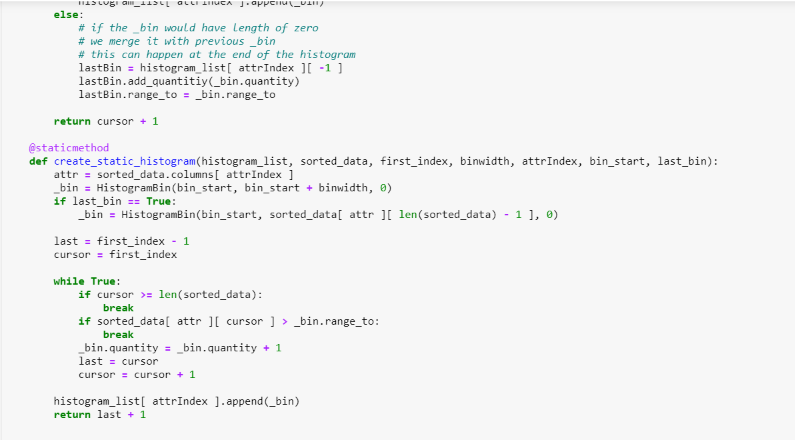 histogram_list[ attrIndex ].append(_bin)
else:
# if the _bin would have length of zero
# we merge it with previous _bin
# this can happen at the end of the histogram
lastBin = histogram_list[ attrIndex ][ -1 ]
lastBin.add_quantitiy(_bin.quantity)
lastBin.range_to = _bin.range_to
return cursor + 1
@staticmethod
def create_static_histogram(histogram_list, sorted_data, first_index, binwidth, attrIndex, bin_start, last_bin):
attr = sorted_data.columns[ attrIndex ]
_bin = HistogramBin(bin_start, bin_start + binwidth, 0)
if last_bin == True:
_bin = HistogramBin(bin_start, sorted_data[ attr ][ len(sorted_data) - 1 ], 0)
last = first_index - 1
cursor = first_index
while True:
if cursor >= len(sorted_data):
break
if sorted_data[ attr ][ cursor ] > _bin.range_to:
break
_bin.quantity = _bin.quantity + 1
last = cursor
cursor = cursor + 1
histogram_list[ attrIndex ].append(_bin)
return last + 1